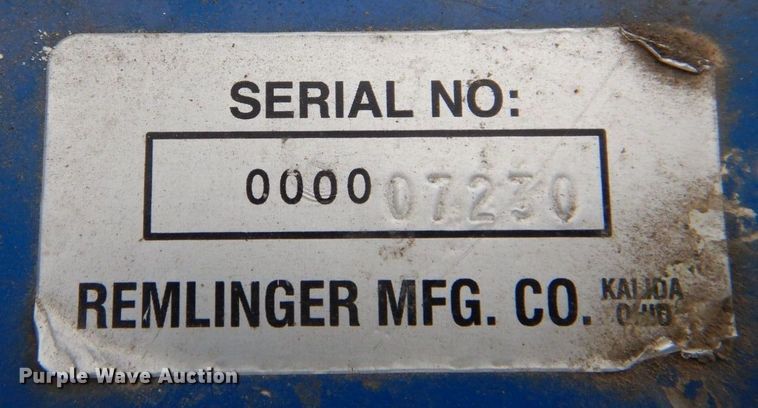 SERIAL NO:
0000 07230
REMLINGER MFG. CO. KALIDA
OHIO
Purple Wave Auction